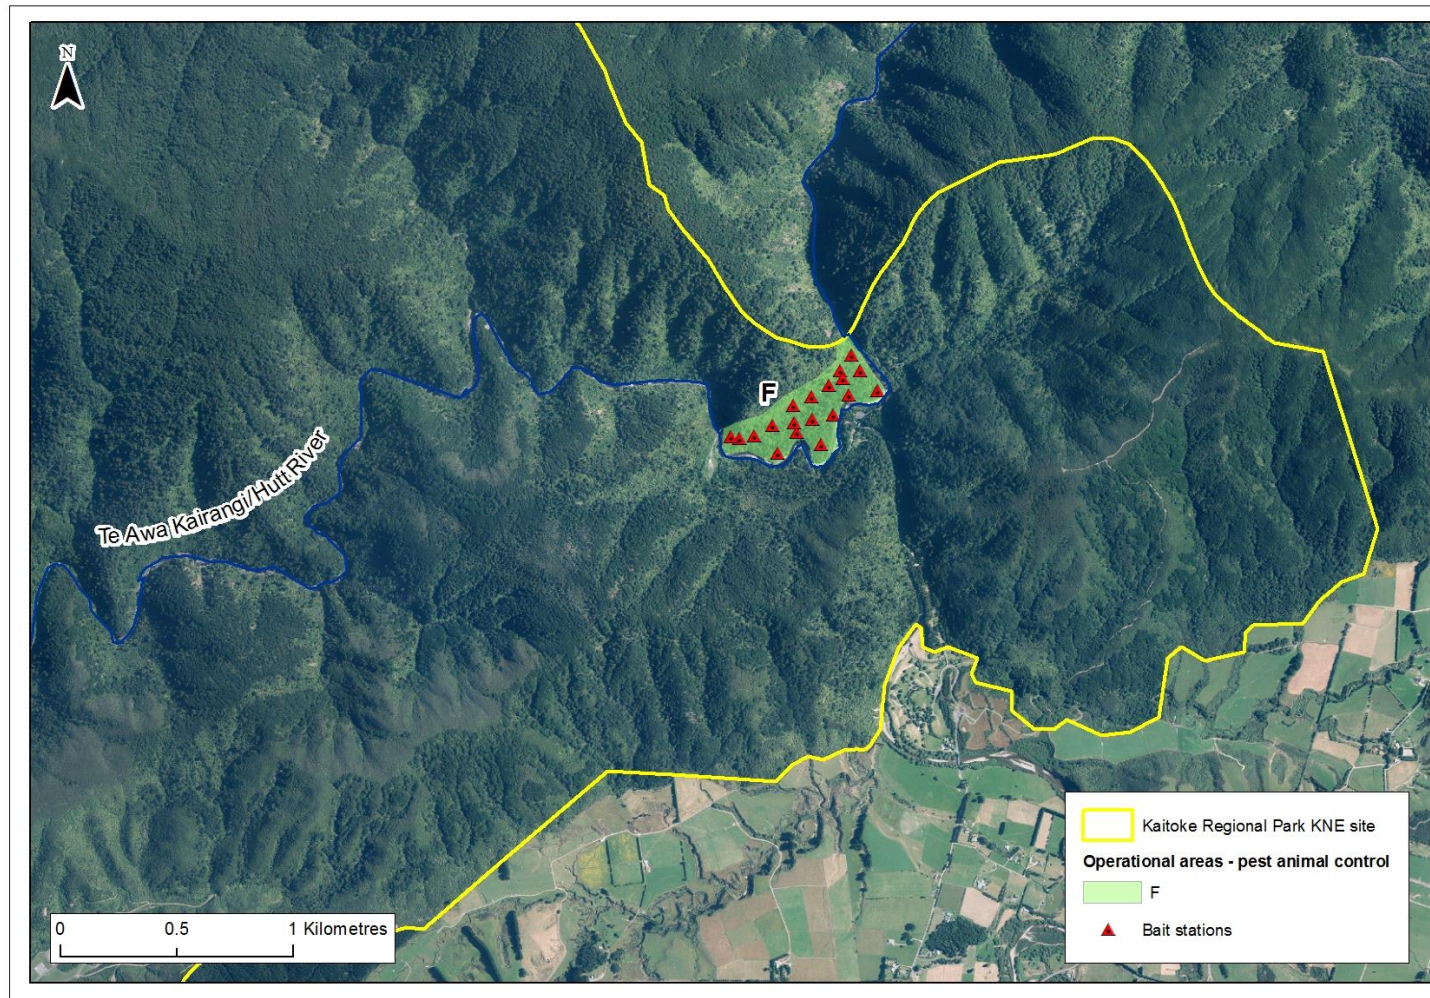 N
F
Te Awa Kairangi/Hutt River
Kaitoke Regional Park KNE site
Operational areas - pest animal control
F
Bait stations
0 0.5 1 Kilometres